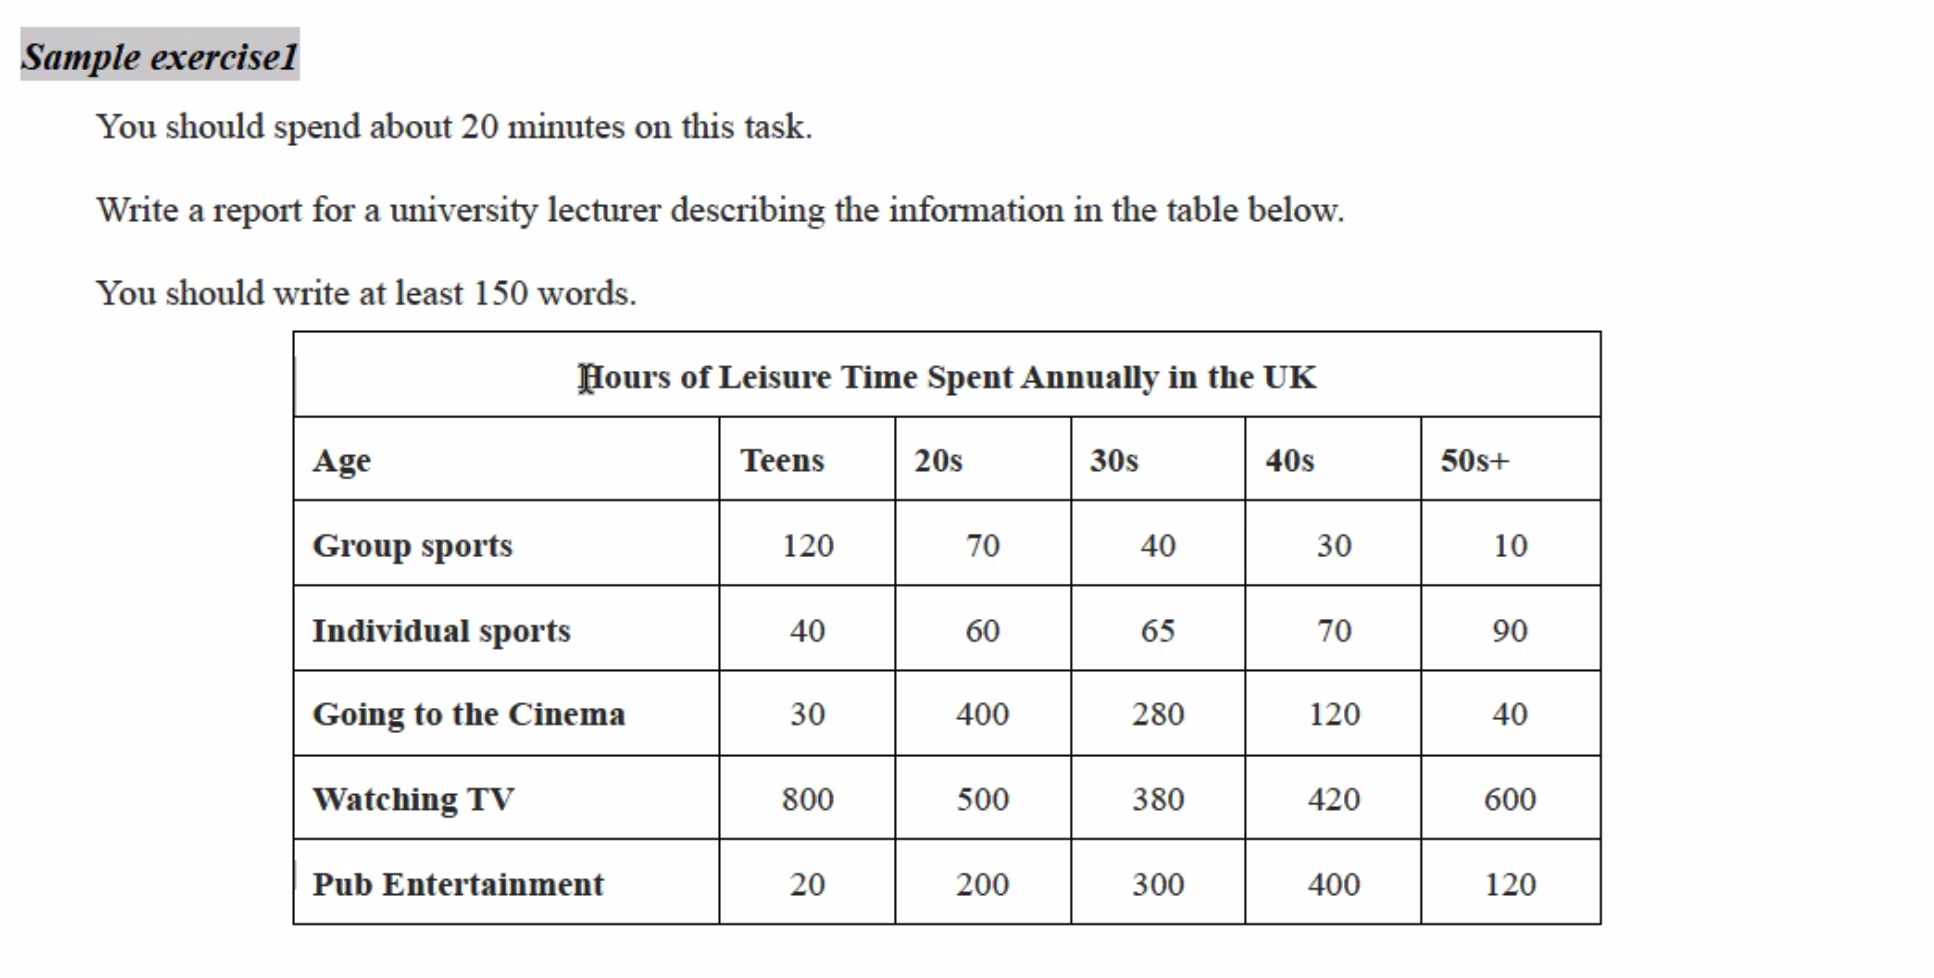 Sample exercise1
You should spend about 20 minutes on this task.
Write a report for a university lecturer describing the information in the table below.
You should write at least 150 words.
Hours of Leisure Time Spent Annually in the UK
Age Teens 20s 30s 40s 50s+
Group sports 120 70 40 30 10
Individual sports 40 60 65 70 90
Going to the Cinema 30 400 280 120 40
Watching TV 800 500 380 420 600
Pub Entertainment 20 200 300 400 120